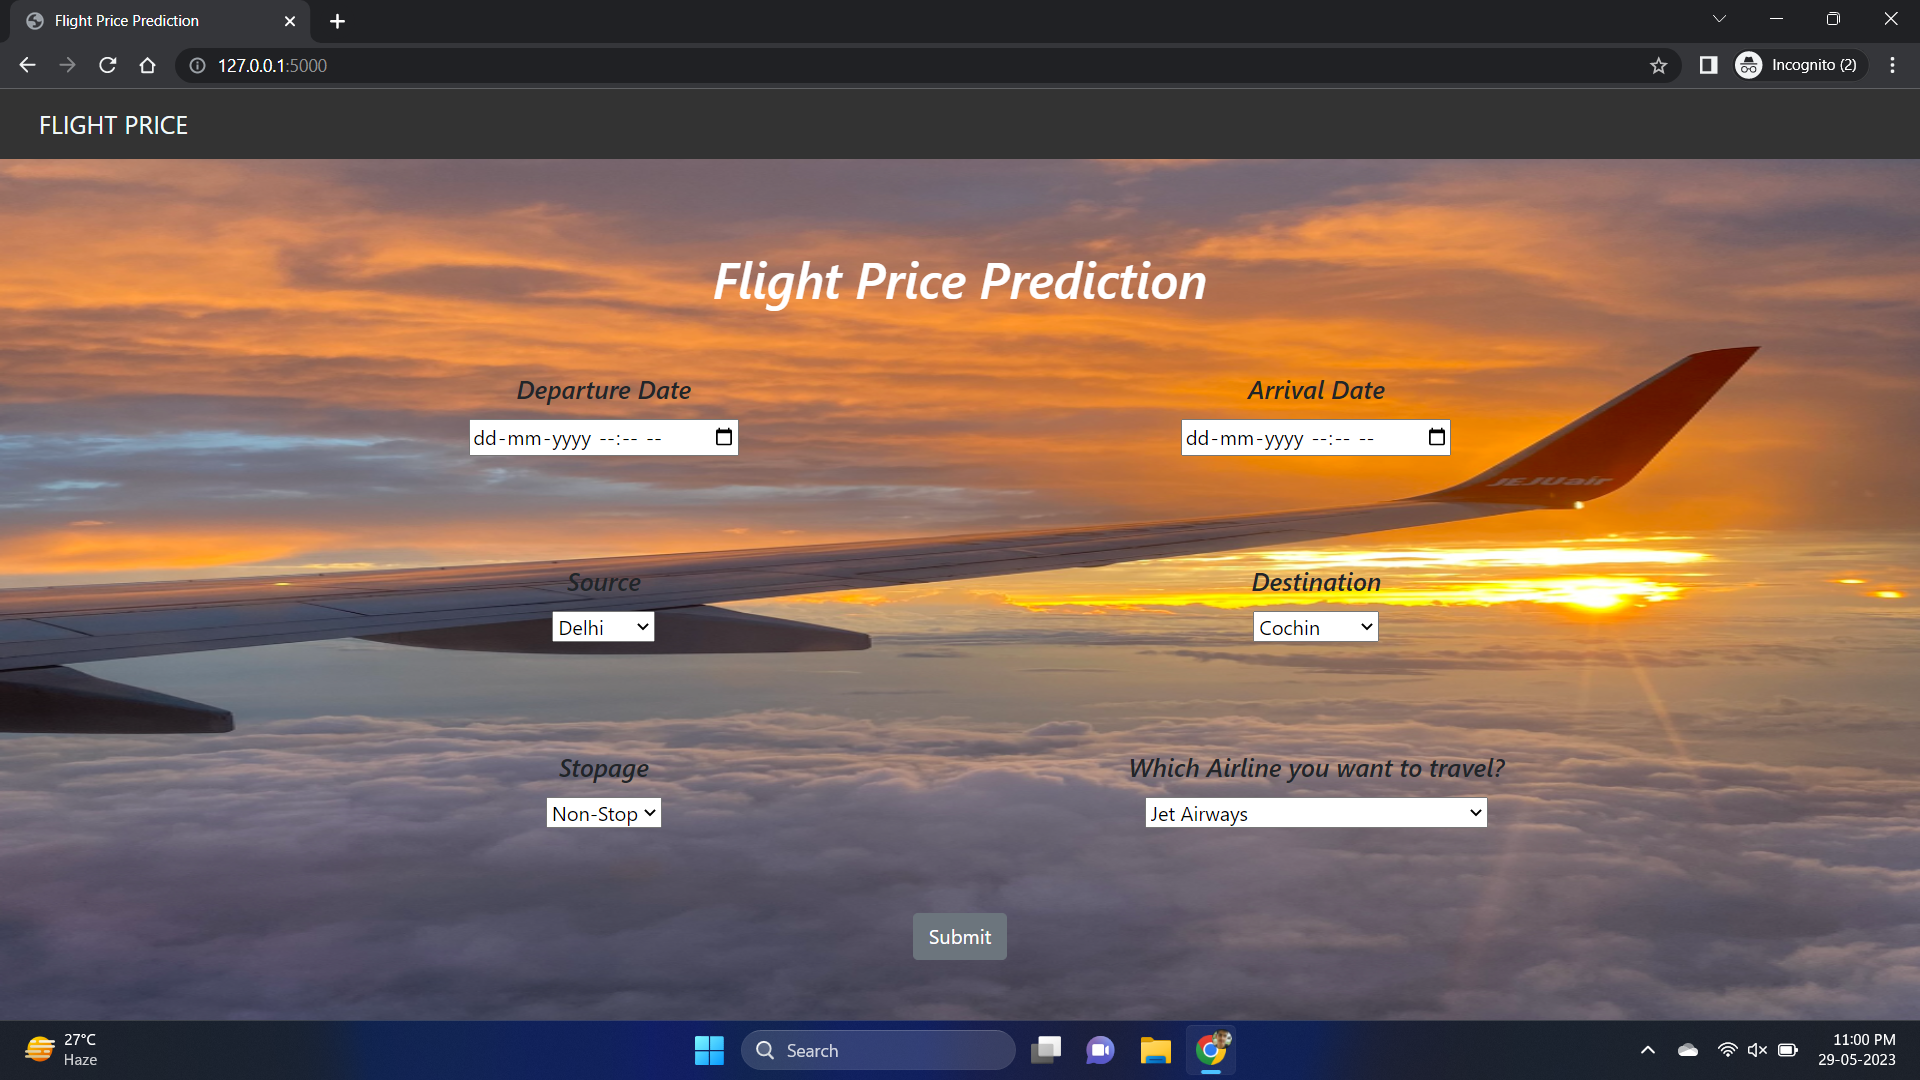 Flight Price Prediction
127.0.0.1:5000
Incognito (2)
FLIGHT PRICE
Flight Price Prediction
Departure Date
Arrival Date
dd-mm-yyyy --:-- --
dd-mm-yyyy --:-- --
JEJUair
Source
Destination
Delhi
Cochin
Stopage
Which Airline you want to travel?
Non-Stop
Jet Airways
Submit
27°C
Haze
Search
11:00 PM
29-05-2023